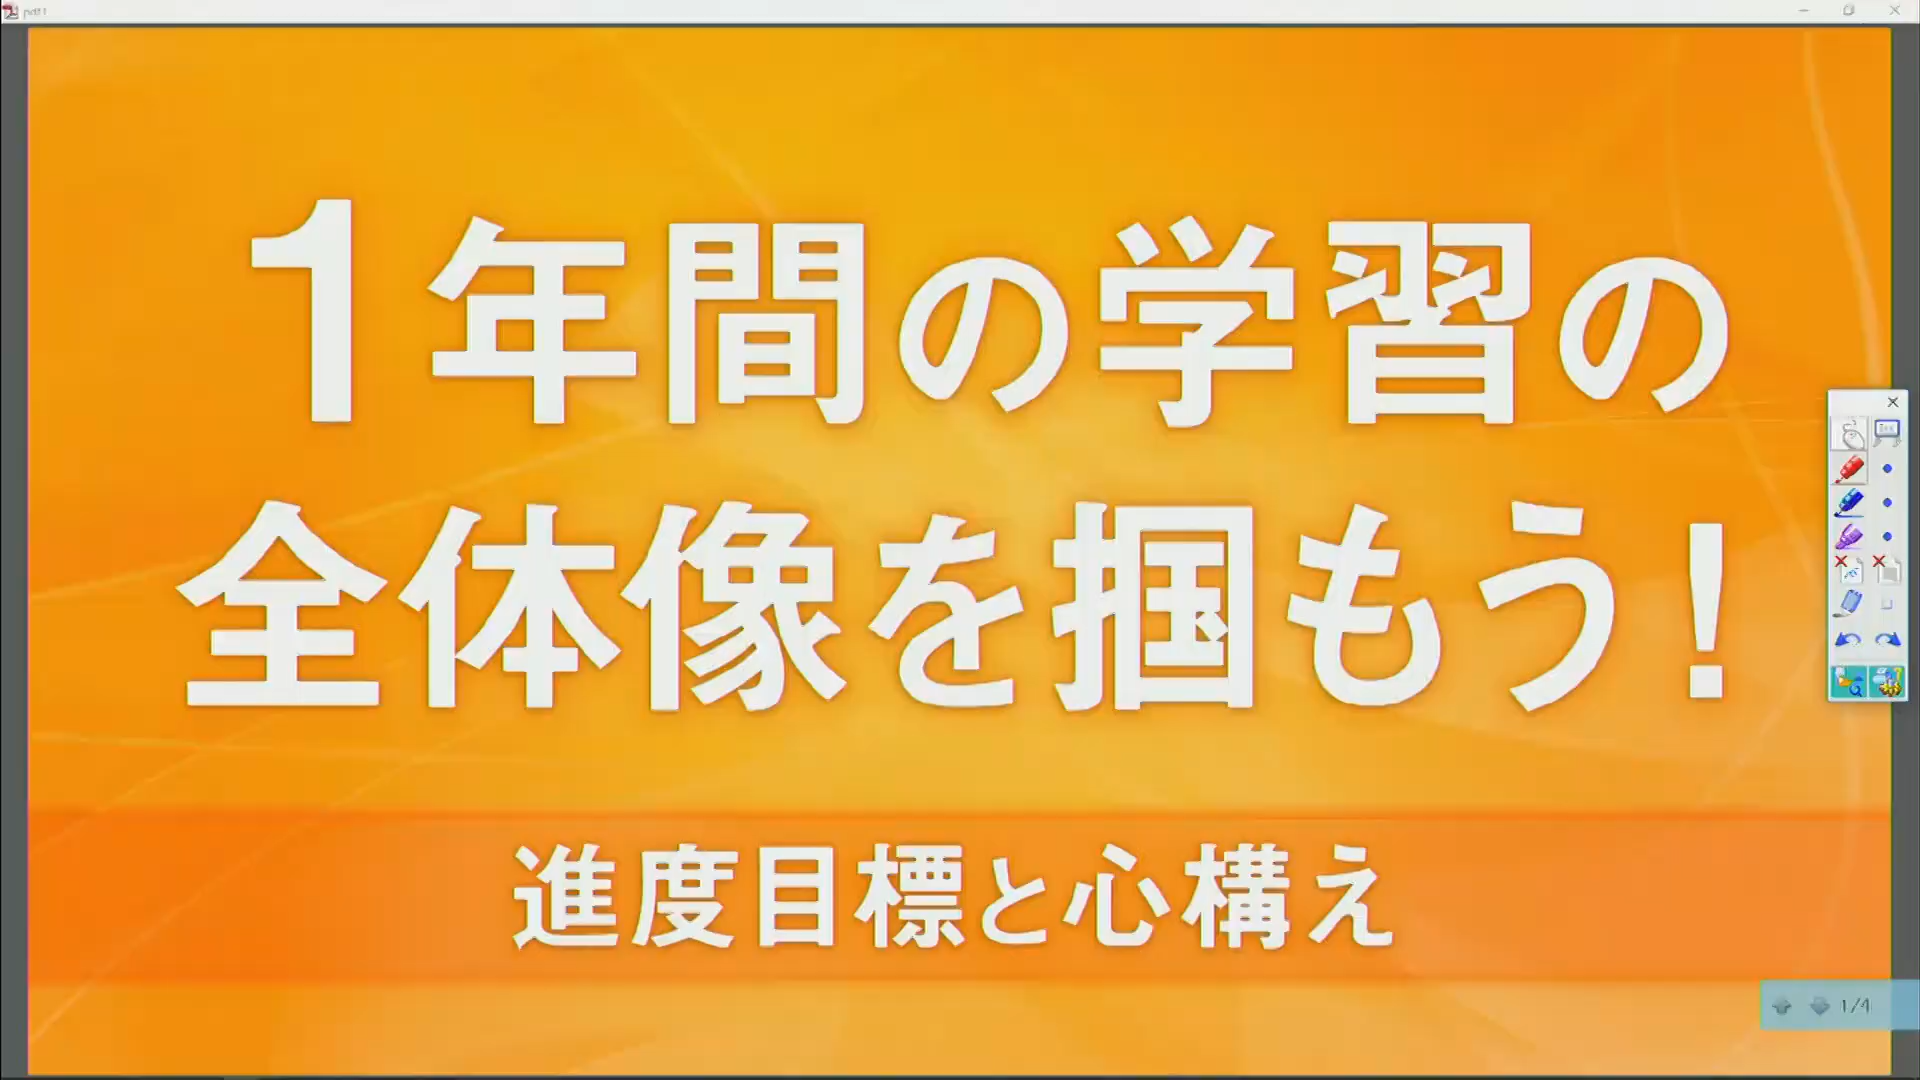 pdf1
1年間の学習の
全体像を掴もう!
進度目標と心構え
1/4